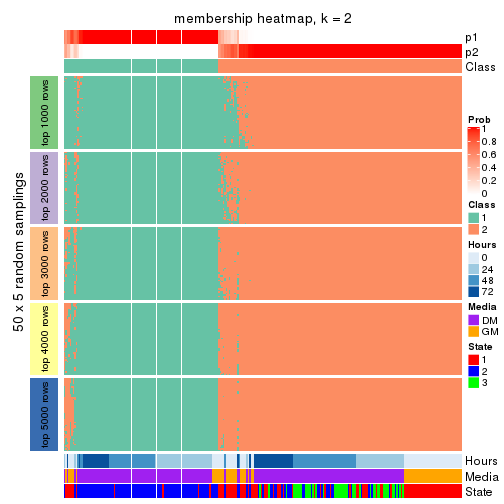 membership heatmap, k = 2
p1
p2
Class
50 x 5 random samplings
top 1000 rows
top 2000 rows
top 3000 rows
top 4000 rows
top 5000 rows
Hours
Media
State
Prob
1
0.8
0.6
0.4
0.2
0
Class
1
2
Hours
0
24
48
72
Media
DM
GM
State
1
2
3